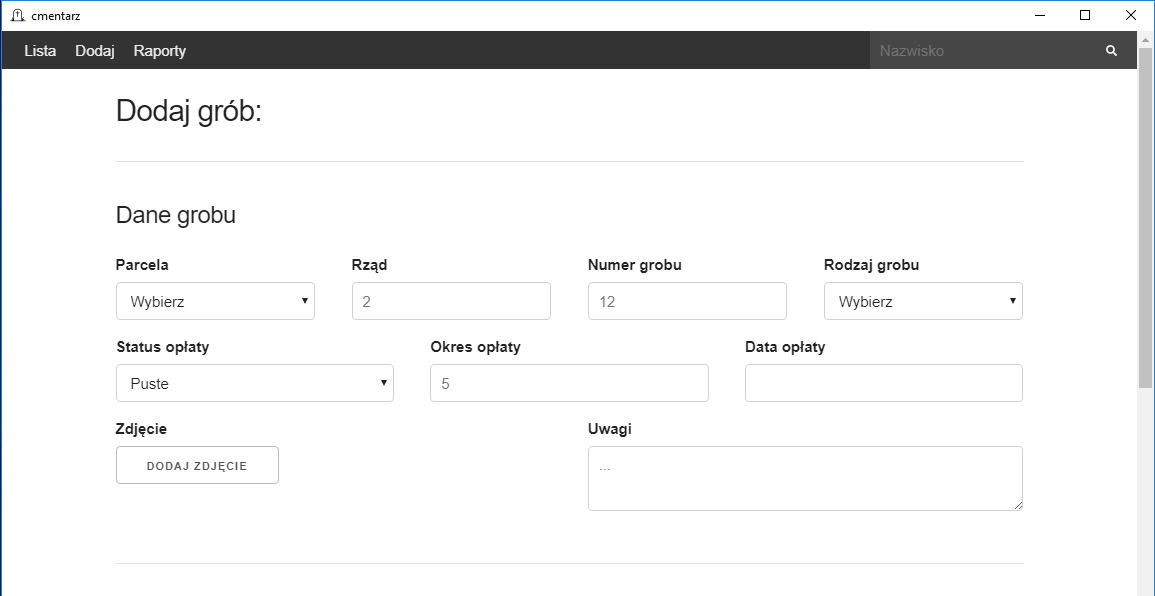 cmentarz
Lista Dodaj Raporty Nazwisko
Dodaj grób:
Dane grobu
Parcela Rząd Numer grobu Rodzaj grobu
Wybierz 2 12 Wybierz
Status opłaty Okres opłaty Data opłaty
Puste 5
Zdjęcie Uwagi
DODAJ ZDJĘCIE ...